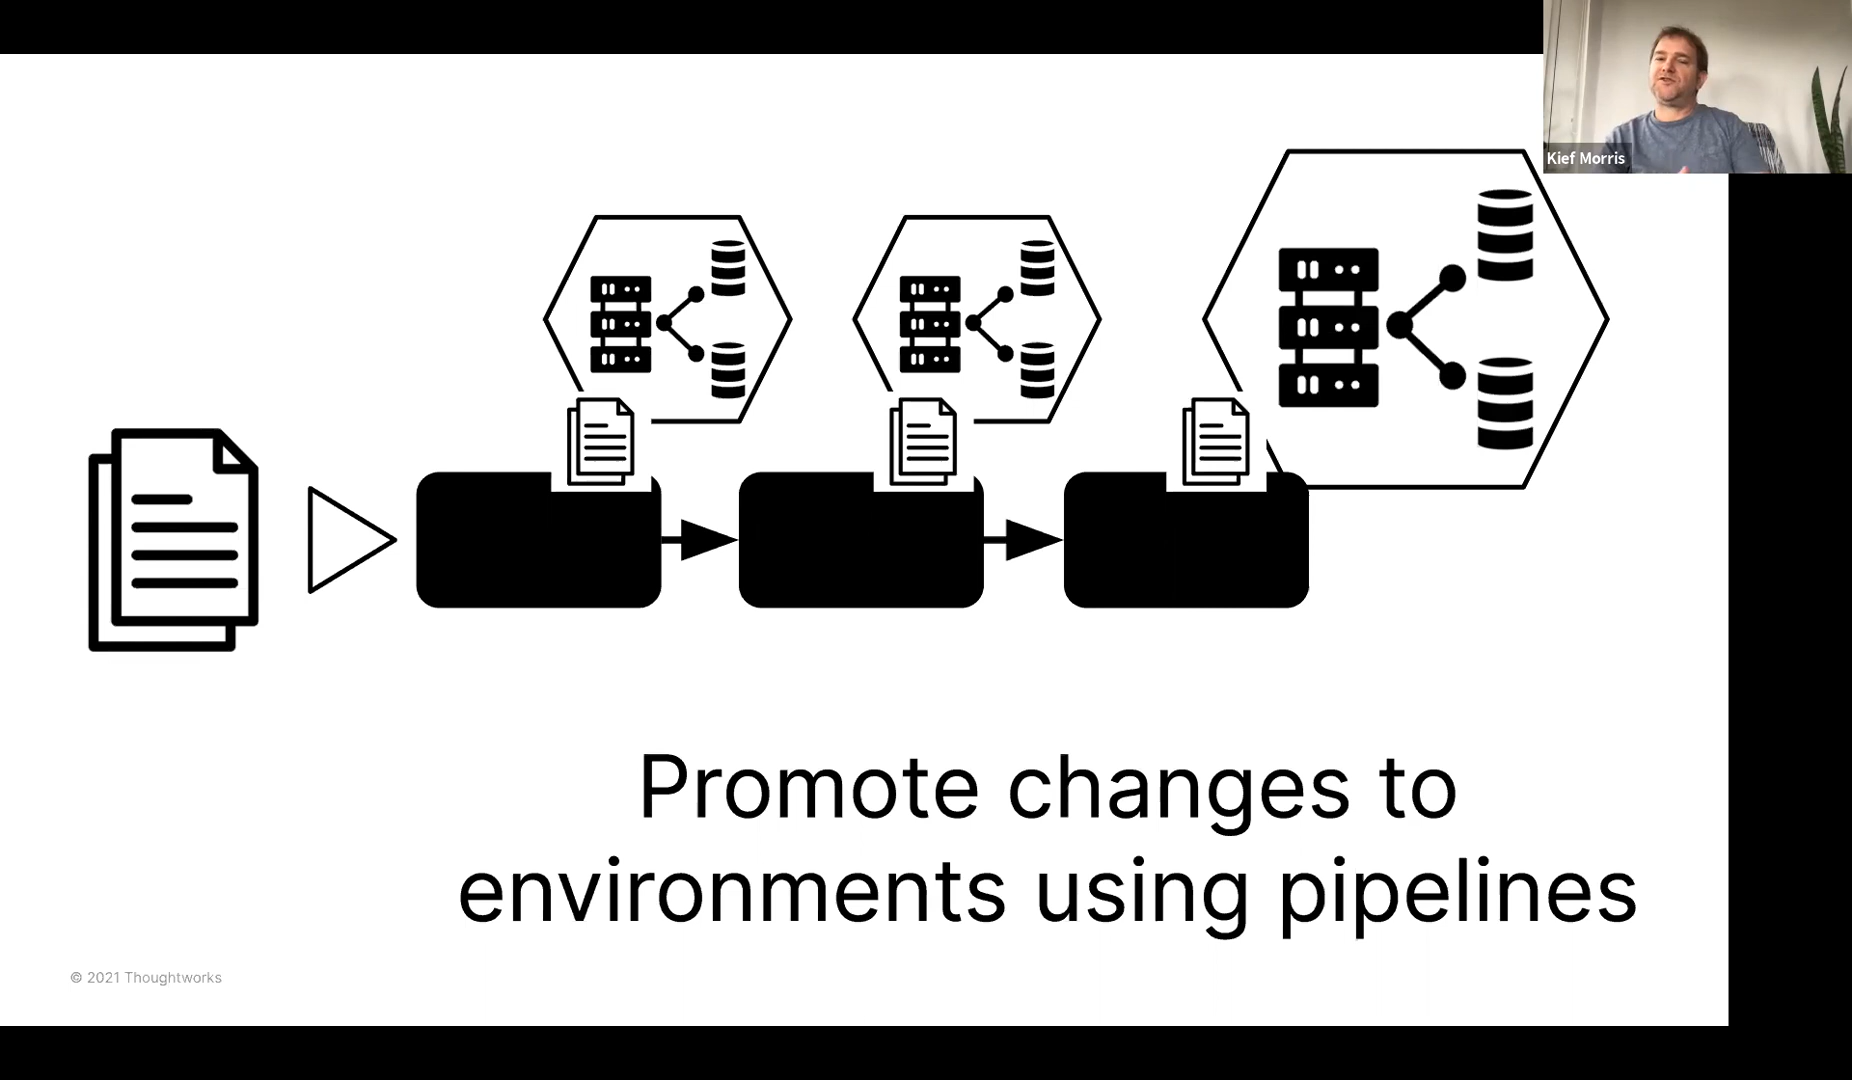 Kief Morris
Promote changes to
environments using pipelines
© 2021 Thoughtworks